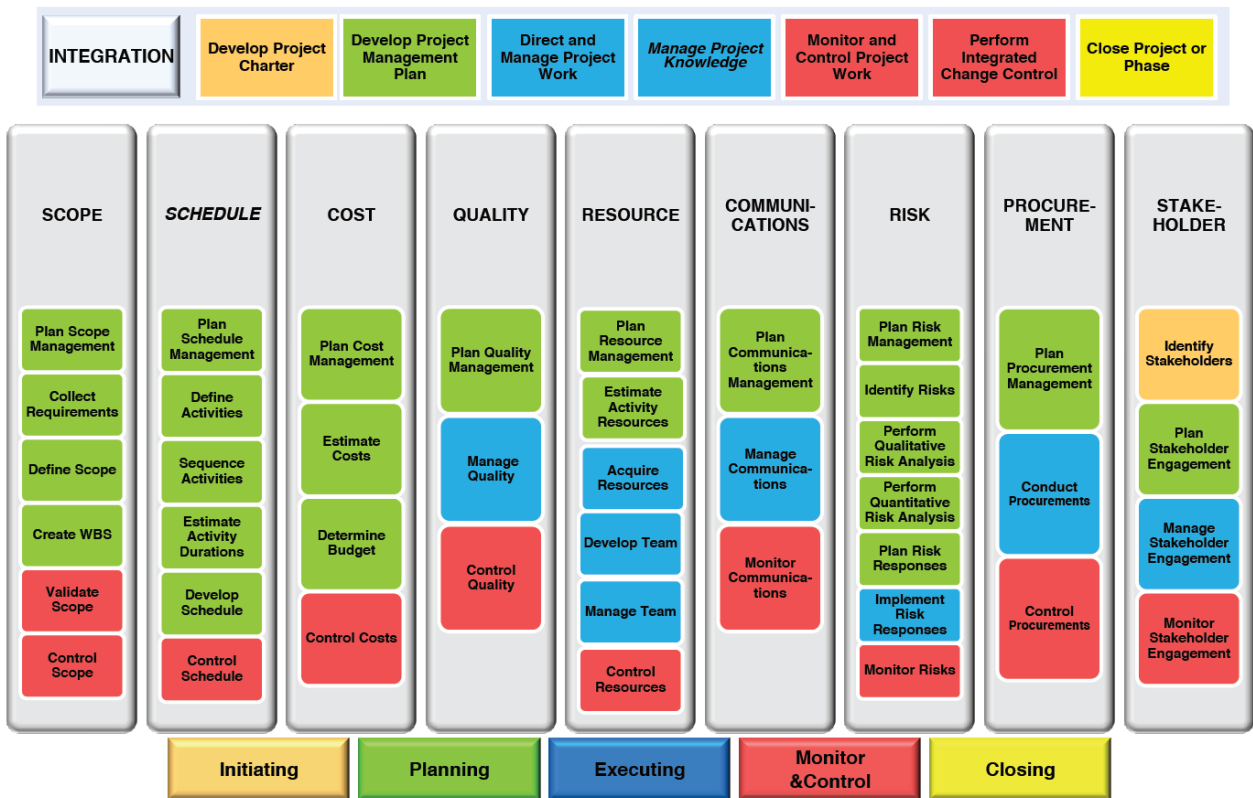 INTEGRATION
Develop Project
Charter
Develop Project
Management
Plan
Direct and
Manage Project
Work
Manage Project
Knowledge
Monitor and
Control Project
Work
Perform
Integrated
Change Control
Close Project or
Phase
SCOPE
Plan Scope
Management
Collect
Requirements
Define Scope
Create WBS
Validate
Scope
Control
Scope
SCHEDULE
Plan
Schedule
Management
Define
Activities
Sequence
Activities
Estimate
Activity
Durations
Develop
Schedule
Control
Schedule
COST
Plan Cost
Management
Estimate
Costs
Determine
Budget
Control Costs
QUALITY
Plan Quality
Management
Manage
Quality
Control
Quality
RESOURCE
Plan
Resource
Management
Estimate
Activity
Resources
Acquire
Resources
Develop Team
Manage Team
Control
Resources
COMMUNI-
CATIONS
Plan
Communica-
tions
Management
Manage
Communica-
tions
Monitor
Communica-
tions
RISK
Plan Risk
Management
Identify Risks
Perform
Qualitative
Risk Analysis
Perform
Quantitative
Risk Analysis
Plan Risk
Responses
Implement
Risk
Responses
Monitor Risks
PROCURE-
MENT
Plan
Procurement
Management
Conduct
Procurements
Control
Procurements
STAKE-
HOLDER
Identify
Stakeholders
Plan
Stakeholder
Engagement
Manage
Stakeholder
Engagement
Monitor
Stakeholder
Engagement
Initiating
Planning
Executing
Monitor
&Control
Closing